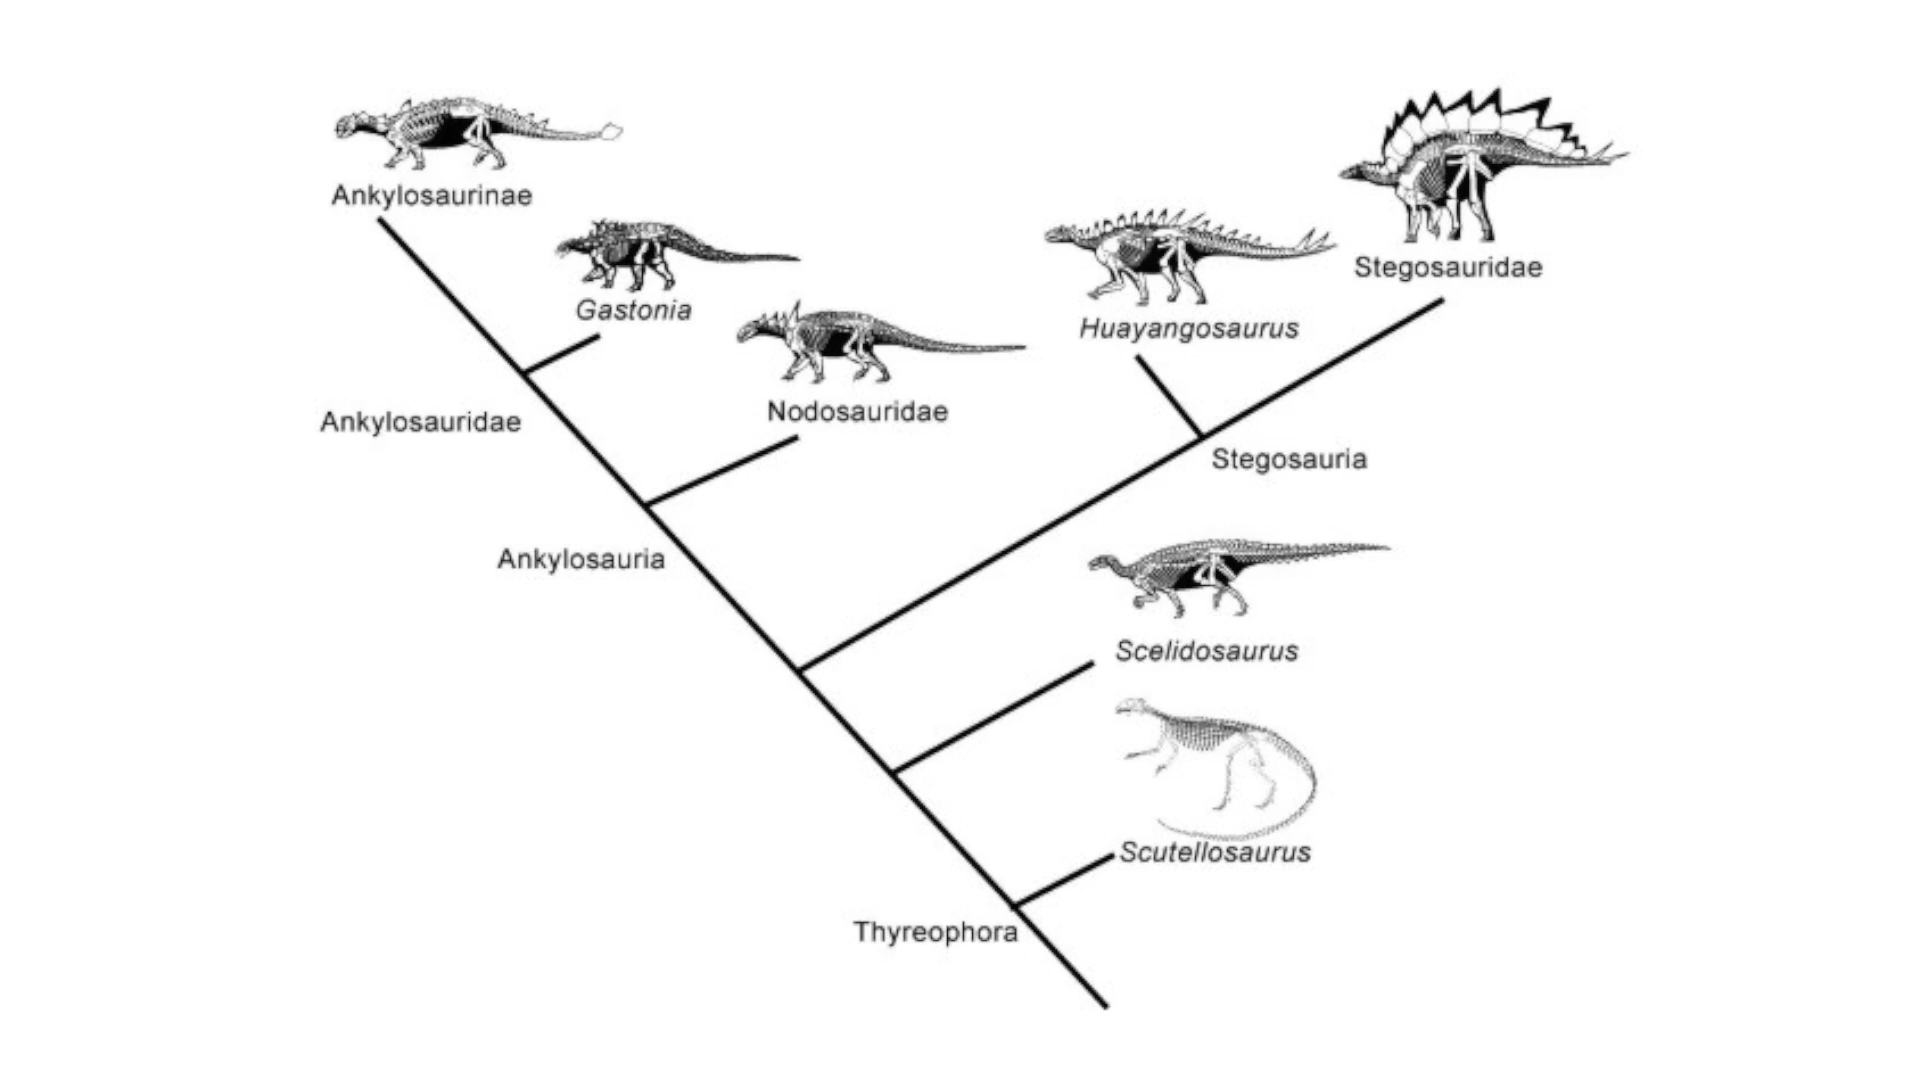 Ankylosaurinae
Gastonia
Nodosauridae
Huayangosaurus
Stegosauridae
Ankylosauridae
Stegosauria
Ankylosauria
Scelidosaurus
Scutellosaurus
Thyreophora